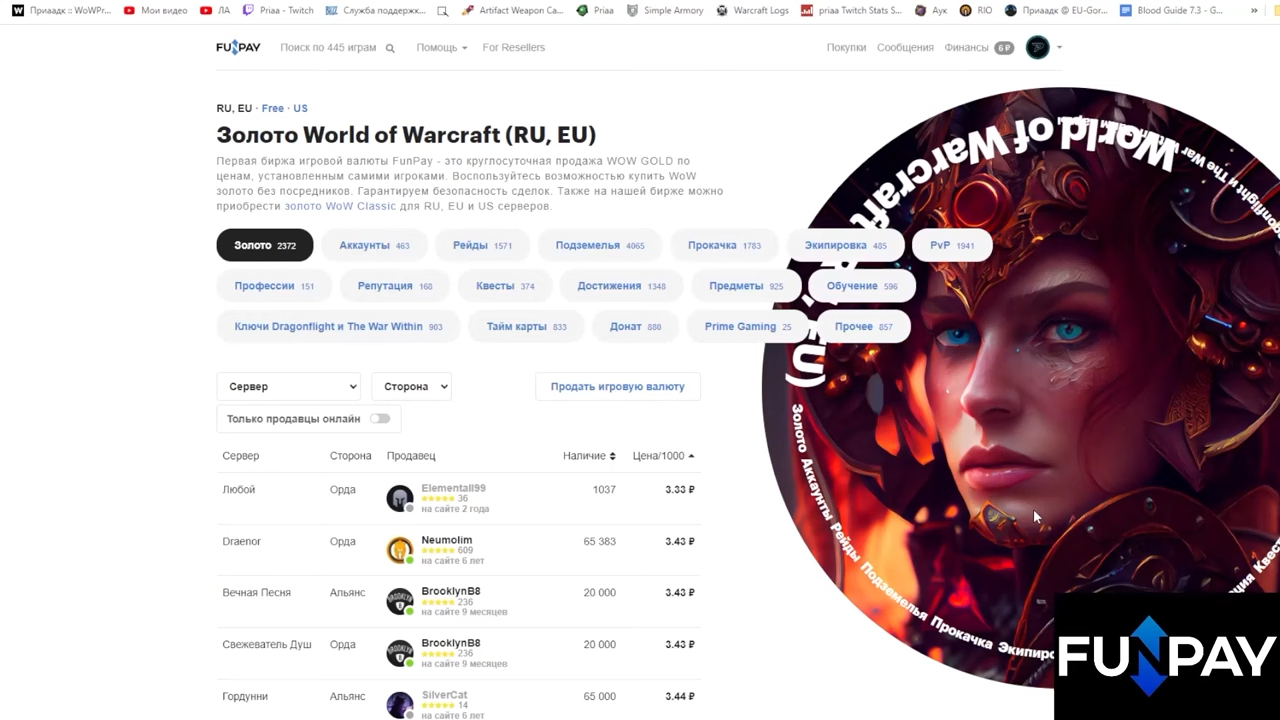 Приаадк :: WoWPr...
Мои видео
ЛА
Priaa - Twitch
Служба поддержк...
Artifact Weapon Ca...
Priaa
Simple Armory
Warcraft Logs
priaa Twitch Stats S...
Аук
RIO
Приаадк @ EU-Gor...
Blood Guide 7.3 - G...
FUNPAY
Поиск по 445 играм
Помощь
For Resellers
Покупки
Сообщения
Финансы 6 ₽
RU, EU · Free · US
Золото World of Warcraft (RU, EU)
Первая биржа игровой валюты FunPay - это круглосуточная продажа WOW GOLD по
ценам, установленным самими игроками. Воспользуйтесь возможностью купить WoW
золото без посредников. Гарантируем безопасность сделок. Также на нашей бирже можно
приобрести золото WoW Classic для RU, EU и US серверов.
Золото 2372
Аккаунты 463
Рейды 1571
Подземелья 4065
Прокачка 1783
Экипировка 485
PvP 1941
Профессии 151
Репутация 168
Квесты 374
Достижения 1348
Предметы 925
Обучение 596
Ключи Dragonflight и The War Within 903
Тайм карты 833
Донат 880
Prime Gaming 25
Прочее 857
Сервер
Сторона
Продать игровую валюту
Только продавцы онлайн
Сервер Сторона Продавец Наличие Цена/1000
Любой Орда Elementall99 1037 3.33 ₽
36
на сайте 2 года
Draenor Орда Neumolim 65 383 3.43 ₽
609
на сайте 6 лет
Вечная Песня Альянс BrooklynB8 20 000 3.43 ₽
236
на сайте 9 месяцев
Свежеватель Душ Орда BrooklynB8 20 000 3.43 ₽
236
на сайте 9 месяцев
Гордунни Альянс SilverCat 65 000 3.44 ₽
14
на сайте 6 лет
World of Warcraft
EU)
Золото Аккаунты Рейды Подземелья Прокачка Экипиро
FUNPAY